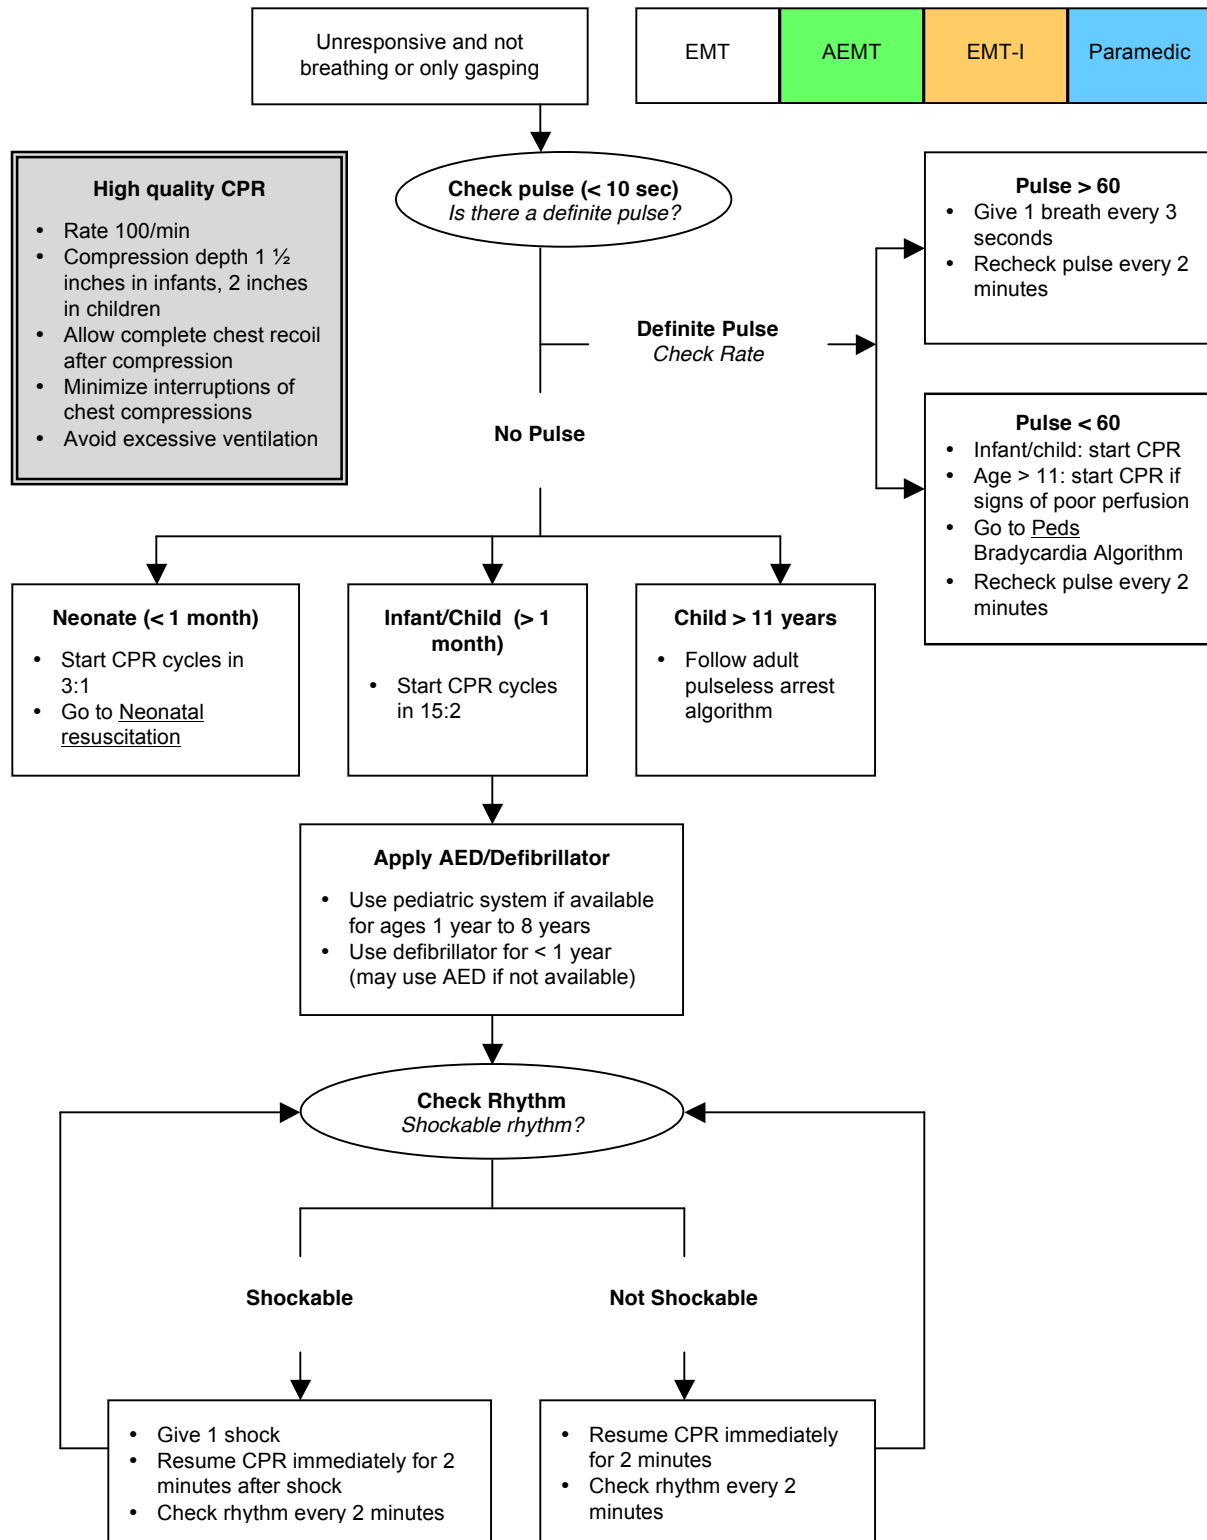 Unresponsive and not
breathing or only gasping
EMT
AEMT
EMT-I
Paramedic
High quality CPR
• Rate 100/min
• Compression depth 1 ½
inches in infants, 2 inches
in children
• Allow complete chest recoil
after compression
• Minimize interruptions of
chest compressions
• Avoid excessive ventilation
Check pulse (< 10 sec)
Is there a definite pulse?
Pulse > 60
• Give 1 breath every 3
seconds
• Recheck pulse every 2
minutes
Definite Pulse
Check Rate
Pulse < 60
• Infant/child: start CPR
• Age > 11: start CPR if
signs of poor perfusion
• Go to Peds
Bradycardia Algorithm
• Recheck pulse every 2
minutes
No Pulse
Neonate (< 1 month)
• Start CPR cycles in
3:1
• Go to Neonatal
resuscitation
Infant/Child (> 1
month)
• Start CPR cycles
in 15:2
Child > 11 years
• Follow adult
pulseless arrest
algorithm
Apply AED/Defibrillator
• Use pediatric system if available
for ages 1 year to 8 years
• Use defibrillator for < 1 year
(may use AED if not available)
Check Rhythm
Shockable rhythm?
Shockable
Not Shockable
• Give 1 shock
• Resume CPR immediately for 2
minutes after shock
• Check rhythm every 2 minutes
• Resume CPR immediately
for 2 minutes
• Check rhythm every 2
minutes